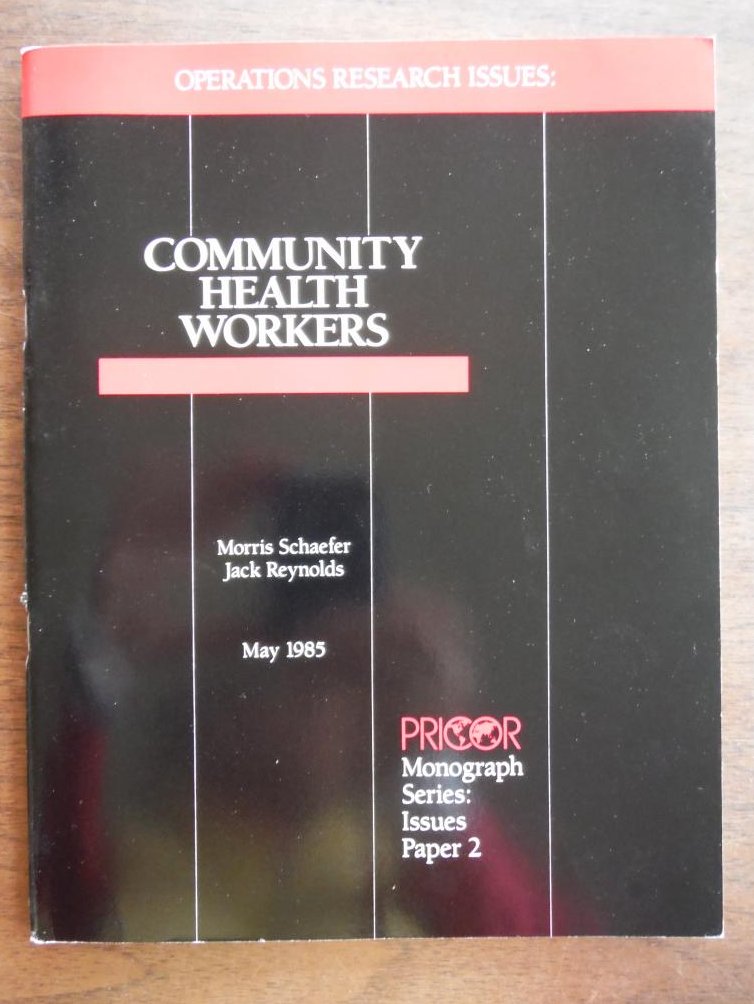 OPERATIONS RESEARCH ISSUES:
COMMUNITY
HEALTH
WORKERS
Morris Schaefer
Jack Reynolds
May 1985
PRICOR
Monograph
Series:
Issues
Paper 2